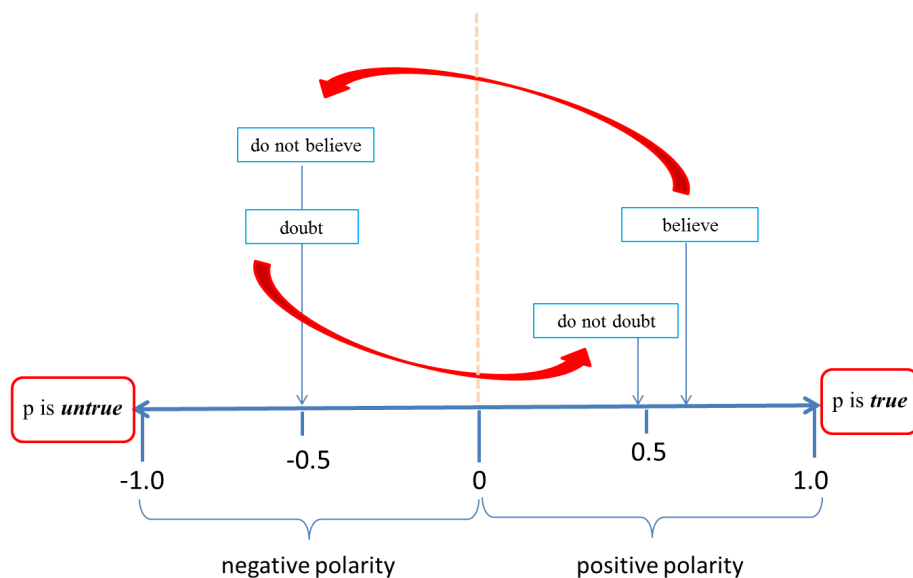 do not believe
doubt
believe
do not doubt
p is untrue
p is true
-1.0
-0.5
0
0.5
1.0
negative polarity
positive polarity